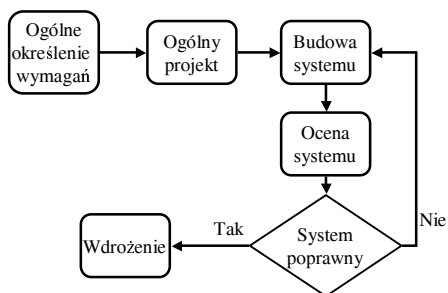 Ogólne
określenie
wymagań
Ogólny
projekt
Budowa
systemu
Ocena
systemu
System
poprawny
Tak
Nie
Wdrożenie